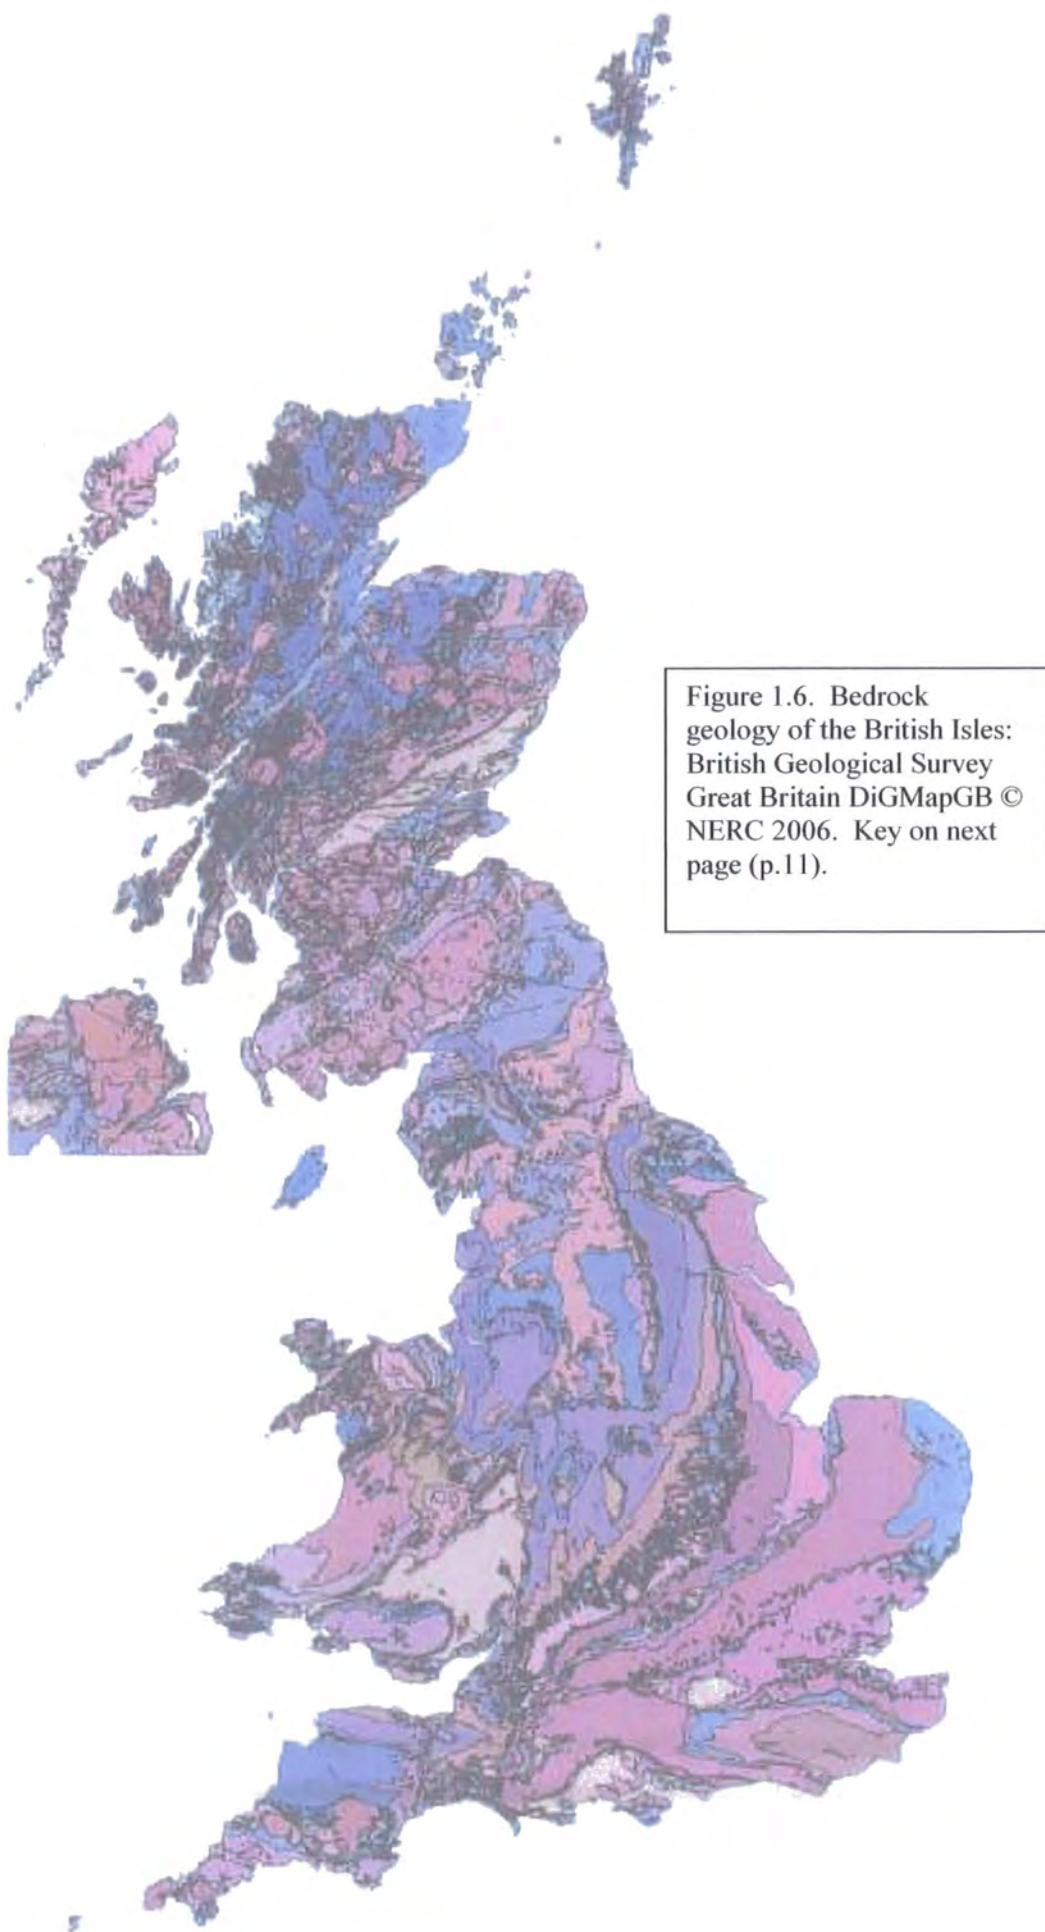 Figure 1.6.  Bedrock
geology of the British Isles:
British Geological Survey
Great Britain DiGMapGB ©
NERC 2006.  Key on next
page (p.11).